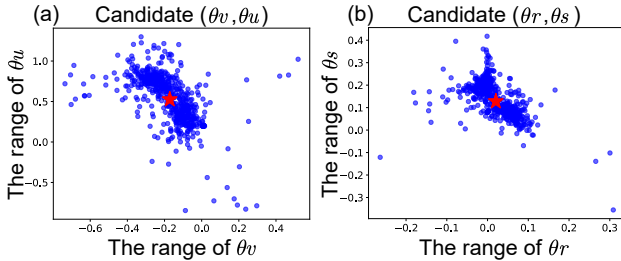 (a) Candidate (θv,θu)
The range of θu
1.0
0.5
0.0
−0.5
−0.6 −0.4 −0.2 0.0 0.2 0.4
The range of θv
(b) Candidate (θr,θs)
The range of θs
0.4
0.3
0.2
0.1
0.0
−0.1
−0.2
−0.3
−0.2 −0.1 0.0 0.1 0.2 0.3
The range of θr